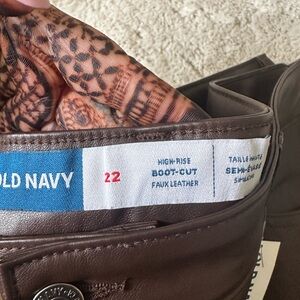 OLD NAVY
22
HIGH-RISE
BOOT-CUT
FAUX LEATHER
TAILLE HAUTE
SEMI-ÉVASÉ